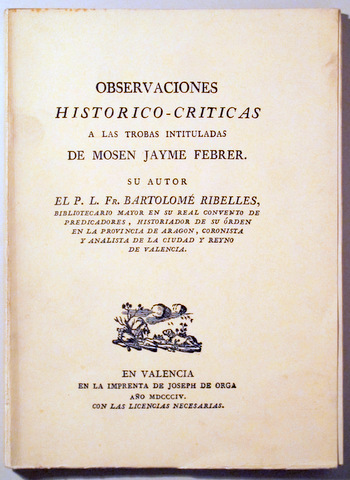 OBSERVACIONES
HISTORICO-CRITICAS
A LAS TROBAS INTITULADAS
DE MOSEN JAYME FEBRER.
SU AUTOR
EL P. L. FR. BARTOLOMÉ RIBELLES,
BIBLIOTECARIO MAYOR EN SU REAL CONVENTO DE
PREDICADORES, HISTORIADOR DE SU ÓRDEN
EN LA PROVINCIA DE ARAGON, CORONISTA
Y ANALISTA DE LA CIUDAD Y REYNO
DE VALENCIA.
EN VALENCIA
EN LA IMPRENTA DE JOSEPH DE ORGA
AÑO MDCCCIV.
CON LAS LICENCIAS NECESARIAS.